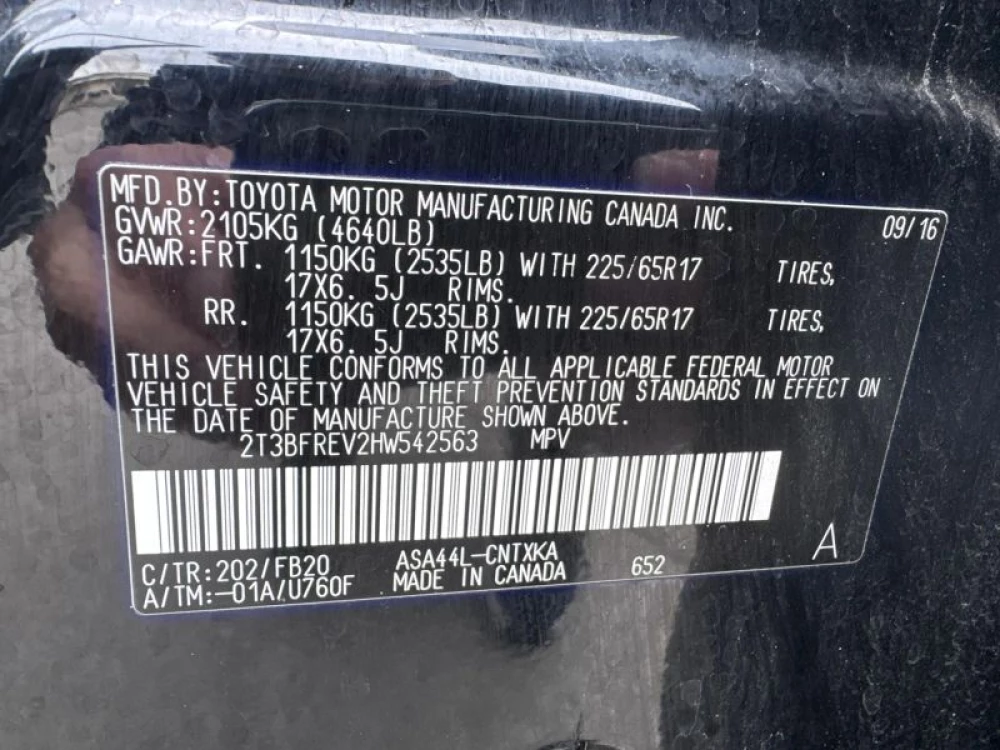 MFD.BY:TOYOTA MOTOR MANUFACTURING CANADA INC. 09/16
GVWR:2105KG (4640LB)
GAWR:FRT. 1150KG (2535LB) WITH 225/65R17 TIRES,
17X6. 5J RIMS.
RR. 1150KG (2535LB) WITH 225/65R17 TIRES,
17X6. 5J RIMS.
THIS VEHICLE CONFORMS TO ALL APPLICABLE FEDERAL MOTOR
VEHICLE SAFETY AND THEFT PREVENTION STANDARDS IN EFFECT ON
THE DATE OF MANUFACTURE SHOWN ABOVE.
2T3BFREV2HW542563 MPV
A
C/TR:202/FB20 ASA44L-CNTXKA 652
A/TM:-01A/U760F MADE IN CANADA